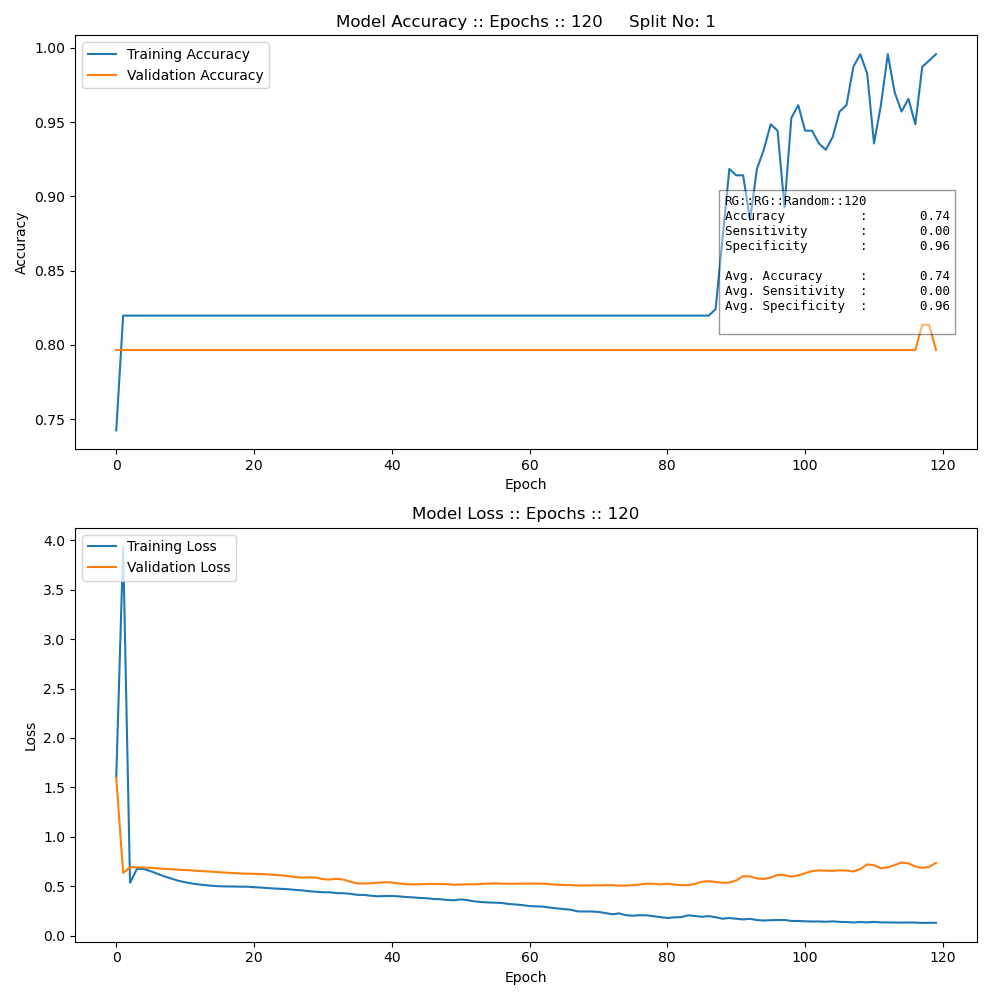 Model Accuracy :: Epochs :: 120     Split No: 1
Training Accuracy
Validation Accuracy
1.00
0.95
0.90
0.85
0.80
0.75
Accuracy
RG::RG::Random::120
Accuracy          :       0.74
Sensitivity       :       0.00
Specificity       :       0.96
Avg. Accuracy     :       0.74
Avg. Sensitivity  :       0.00
Avg. Specificity  :       0.96
0 20 40 60 80 100 120
Epoch
Model Loss :: Epochs :: 120
Training Loss
Validation Loss
4.0
3.5
3.0
2.5
2.0
1.5
1.0
0.5
0.0
Loss
0 20 40 60 80 100 120
Epoch